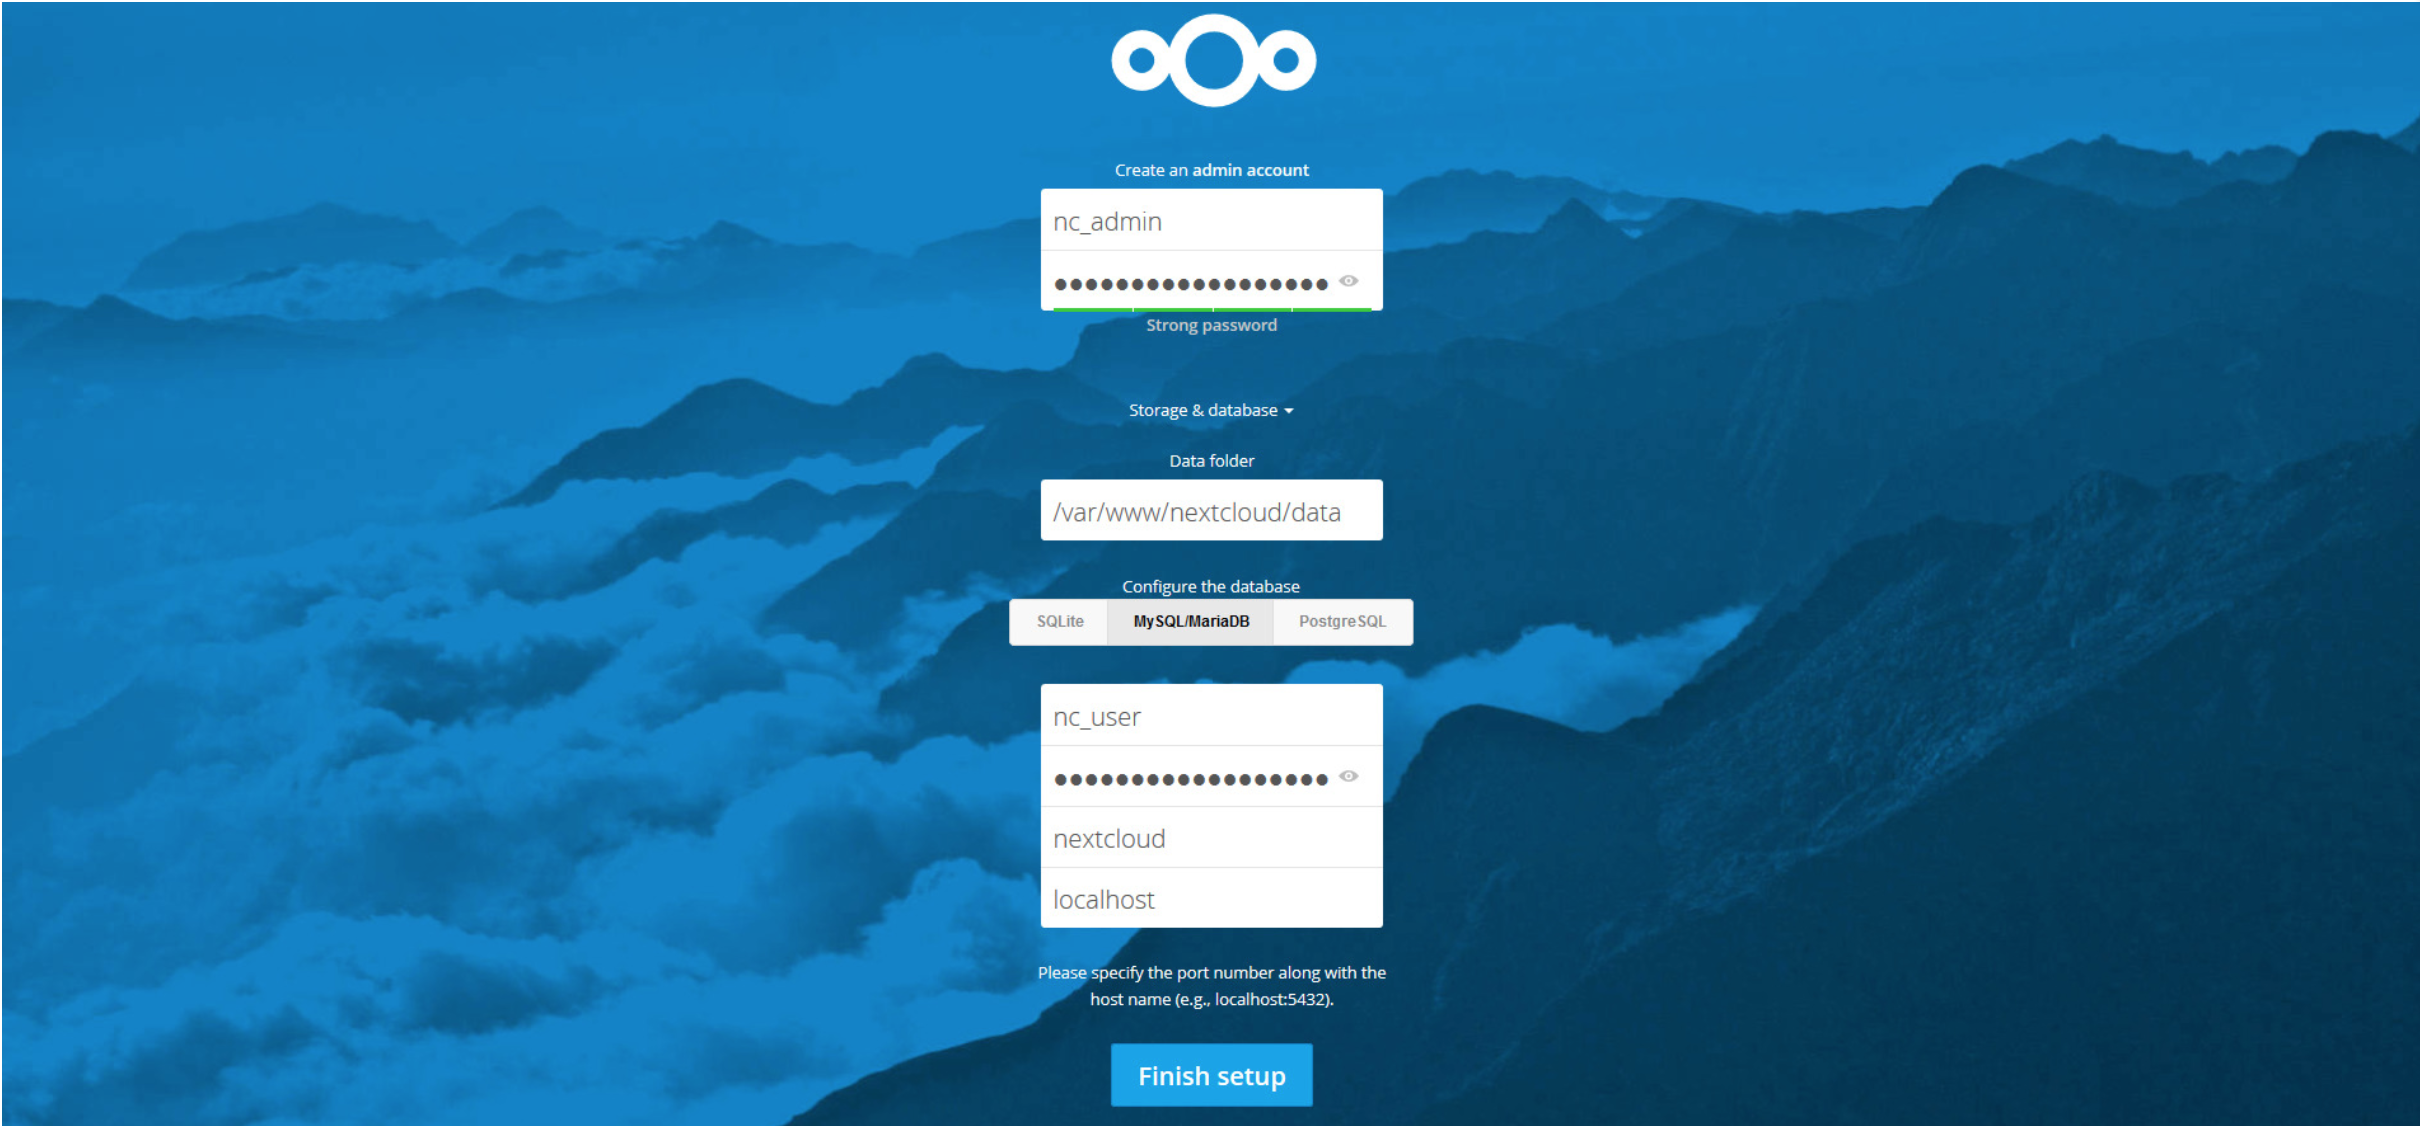 Create an admin account
nc_admin
●●●●●●●●●●●●●●●●●●
Strong password
Storage & database
Data folder
/var/www/nextcloud/data
Configure the database
SQLite MySQL/MariaDB PostgreSQL
nc_user
●●●●●●●●●●●●●●●●●●
nextcloud
localhost
Please specify the port number along with the
host name (e.g., localhost:5432).
Finish setup